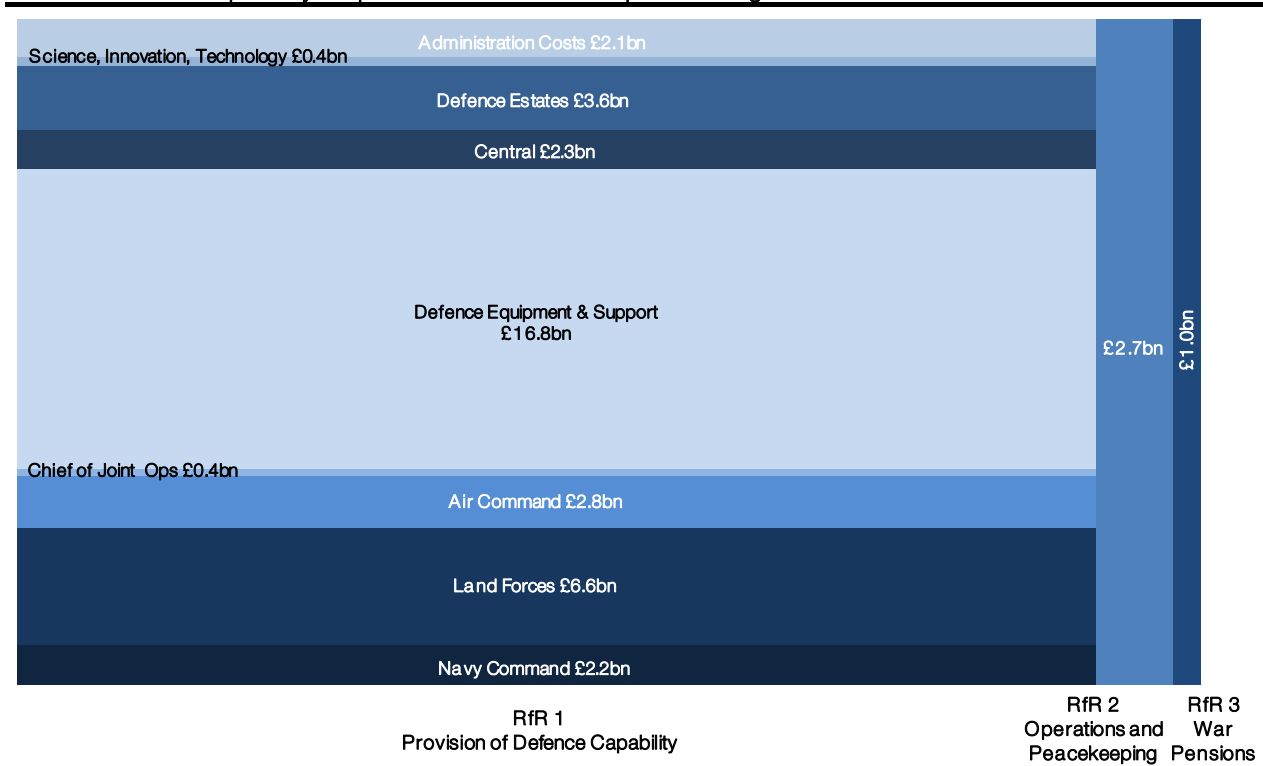 Administration Costs £2.1bn
Science, Innovation, Technology £0.4bn
Defence Estates £3.6bn
Central £2.3bn
Defence Equipment & Support
£16.8bn
£2.7bn
£1.0bn
Chief of Joint Ops £0.4bn
Air Command £2.8bn
Land Forces £6.6bn
Navy Command £2.2bn
RfR 1
Provision of Defence Capability
RfR 2
Operations and
Peacekeeping
RfR 3
War
Pensions